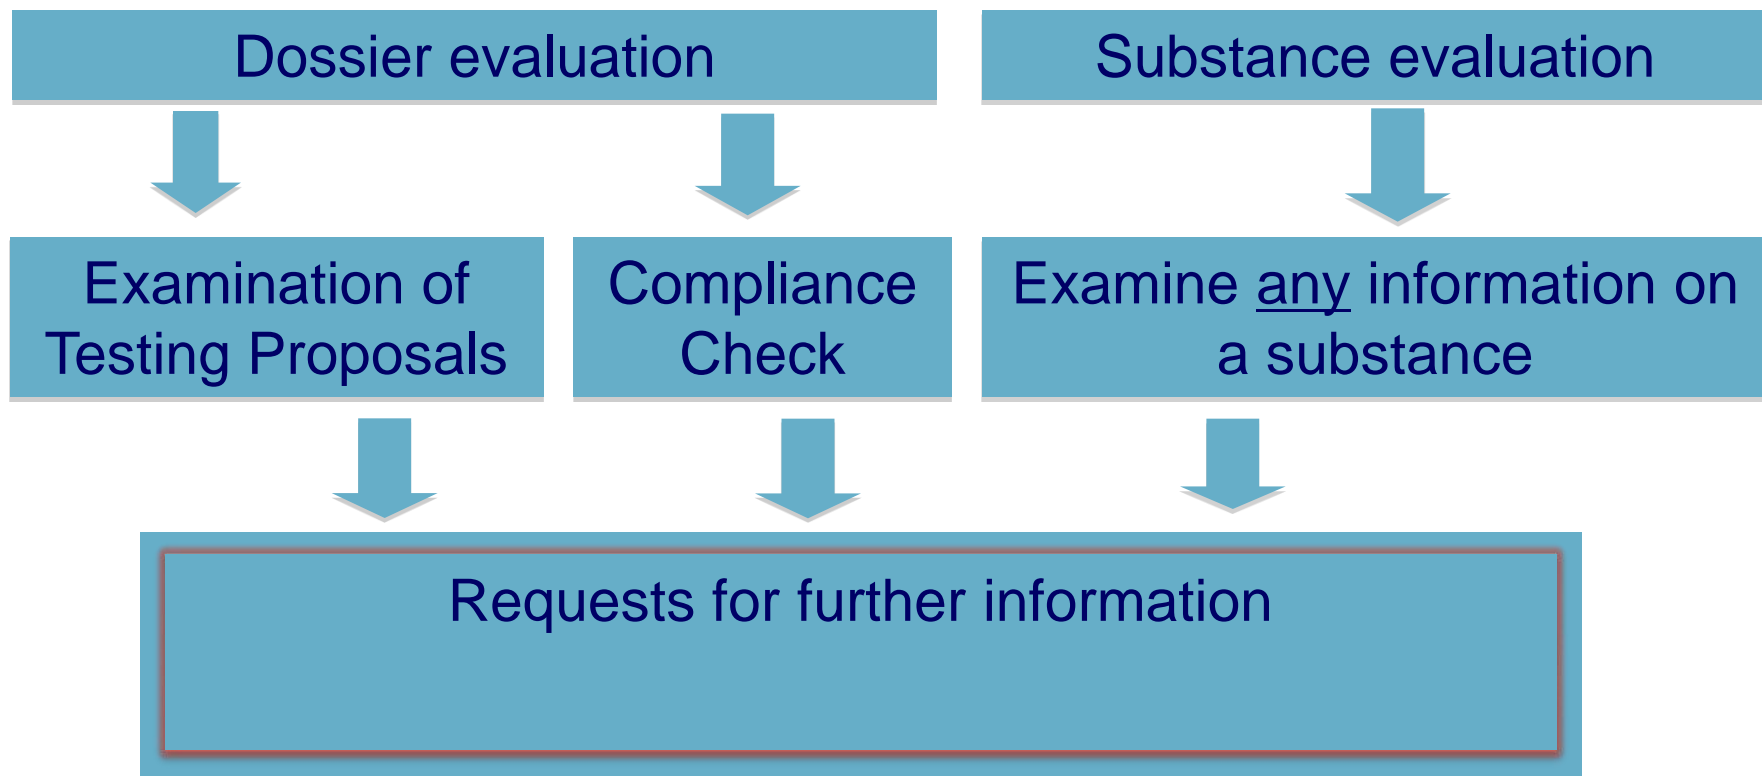 Dossier evaluation
Substance evaluation
Examination of
Testing Proposals
Compliance
Check
Examine any information on
a substance
Requests for further information